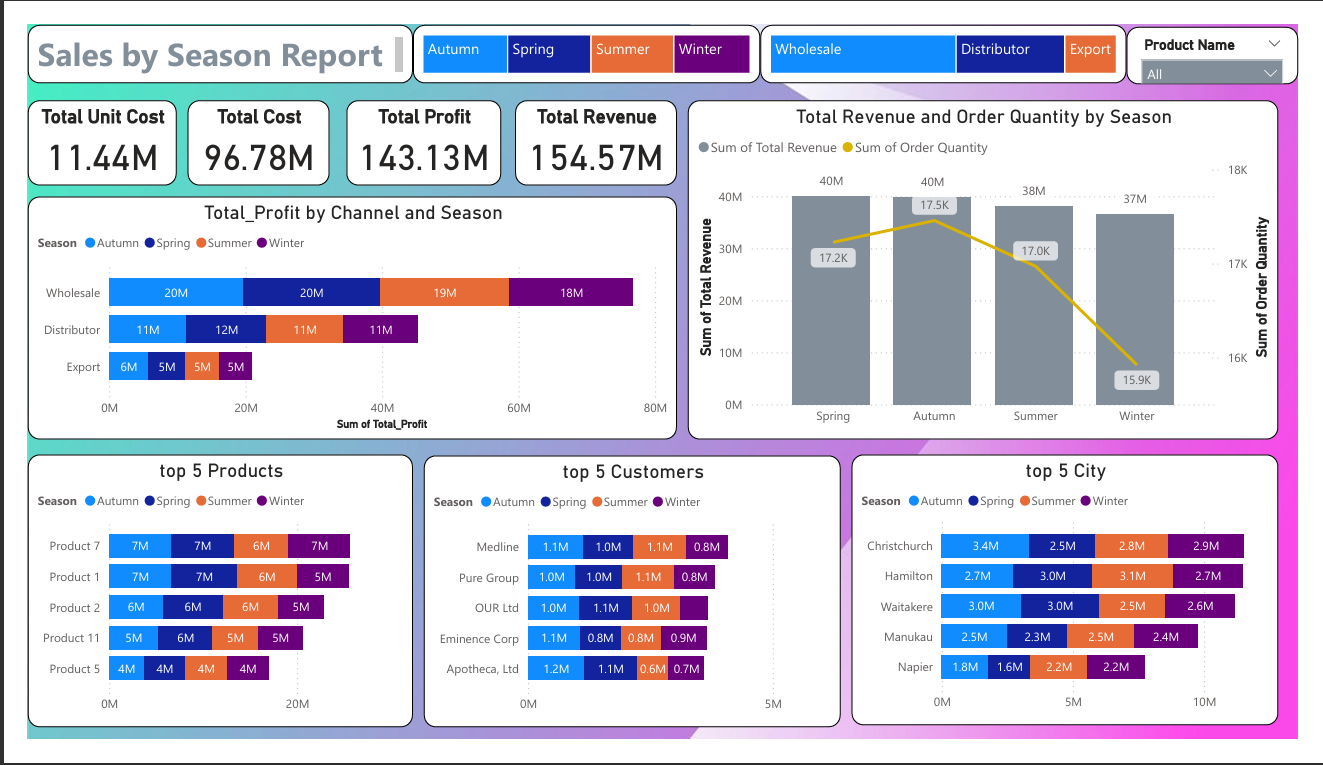 Sales by Season Report
Autumn Spring Summer Winter
Wholesale Distributor Export
Product Name
All
Total Unit Cost
11.44M
Total Cost
96.78M
Total Profit
143.13M
Total Revenue
154.57M
Total_Profit by Channel and Season
Season Autumn Spring Summer Winter
Wholesale 20M 20M 19M 18M
Distributor 11M 12M 11M 11M
Export 6M 5M 5M 5M
0M 20M 40M 60M 80M
Sum of Total_Profit
Total Revenue and Order Quantity by Season
Sum of Total Revenue Sum of Order Quantity
Sum of Total Revenue
40M
30M
20M
10M
0M
40M 40M 38M 37M
17.2K 17.5K 17.0K 15.9K
Spring Autumn Summer Winter
18K
17K
16K
Sum of Order Quantity
top 5 Products
Season Autumn Spring Summer Winter
Product 7 7M 7M 6M 7M
Product 1 7M 7M 6M 5M
Product 2 6M 6M 6M 5M
Product 11 5M 6M 5M 5M
Product 5 4M 4M 4M 4M
0M 20M
top 5 Customers
Season Autumn Spring Summer Winter
Medline 1.1M 1.0M 1.1M 0.8M
Pure Group 1.0M 1.0M 1.1M 0.8M
OUR Ltd 1.0M 1.1M 1.0M
Eminence Corp 1.1M 0.8M 0.8M 0.9M
Apotheca, Ltd 1.2M 1.1M 0.6M 0.7M
0M 5M
top 5 City
Season Autumn Spring Summer Winter
Christchurch 3.4M 2.5M 2.8M 2.9M
Hamilton 2.7M 3.0M 3.1M 2.7M
Waitakere 3.0M 3.0M 2.5M 2.6M
Manukau 2.5M 2.3M 2.5M 2.4M
Napier 1.8M 1.6M 2.2M 2.2M
0M 5M 10M